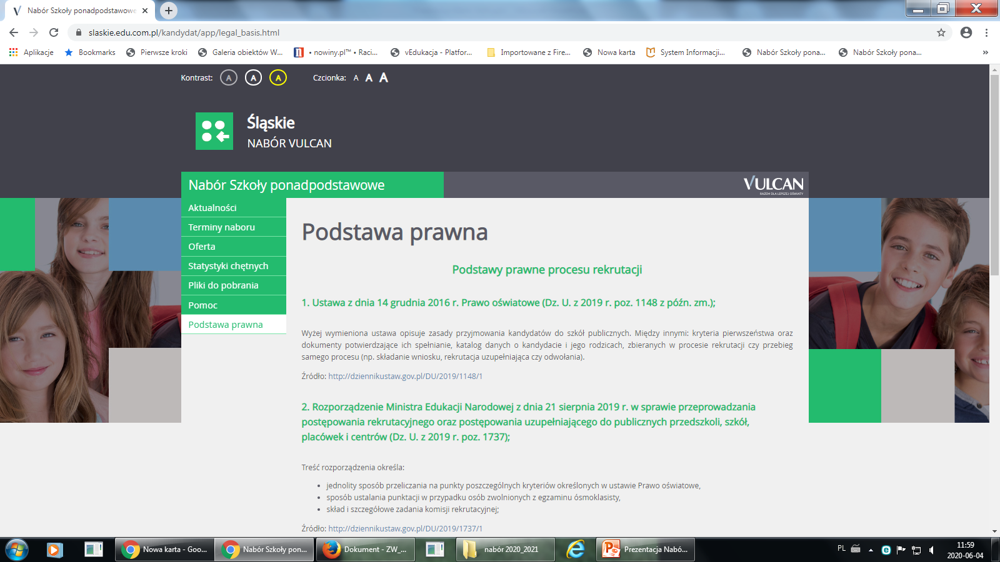 Nabór Szkoły ponadpodstawowe
slaskie.edu.com.pl/kandydat/app/legal_basis.html
Aplikacje Bookmarks Pierwsze kroki Galeria obiektów W... • nowiny.pl™ • Raci... vEdukacja - Platfor... Importowane z Fire... Nowa karta System Informacji... Nabór Szkoły pona... Nabór Szkoły pona... »
Kontrast: A A A Czcionka: A A A
Śląskie
NABÓR VULCAN
Nabór Szkoły ponadpodstawowe
VULCAN
RAZEM DLA LEPSZEJ OŚWIATY
Aktualności
Terminy naboru
Oferta
Statystyki chętnych
Pliki do pobrania
Pomoc
Podstawa prawna
Podstawa prawna
Podstawy prawne procesu rekrutacji
1. Ustawa z dnia 14 grudnia 2016 r. Prawo oświatowe (Dz. U. z 2019 r. poz. 1148 z późn. zm.);
Wyżej wymieniona ustawa opisuje zasady przyjmowania kandydatów do szkół publicznych. Między innymi: kryteria pierwszeństwa oraz
dokumenty potwierdzające ich spełnianie, katalog danych o kandydacie i jego rodzicach, zbieranych w procesie rekrutacji czy przebieg
samego procesu (np. składanie wniosku, rekrutacja uzupełniająca czy odwołania).
Źródło: http://dziennikustaw.gov.pl/DU/2019/1148/1
2. Rozporządzenie Ministra Edukacji Narodowej z dnia 21 sierpnia 2019 r. w sprawie przeprowadzania
postępowania rekrutacyjnego oraz postępowania uzupełniającego do publicznych przedszkoli, szkół,
placówek i centrów (Dz. U. z 2019 r. poz. 1737);
Treść rozporządzenia określa:
• jednolity sposób przeliczania na punkty poszczególnych kryteriów określonych w ustawie Prawo oświatowe,
• sposób ustalania punktacji w przypadku osób zwolnionych z egzaminu ósmoklasisty,
• skład i szczegółowe zadania komisji rekrutacyjnej;
Źródło: http://dziennikustaw.gov.pl/DU/2019/1737/1
Nowa karta - Goo... Nabór Szkoły pon... Dokument - ZW_... nabór 2020_2021 Prezentacja Nabó... PL 11:59
2020-06-04